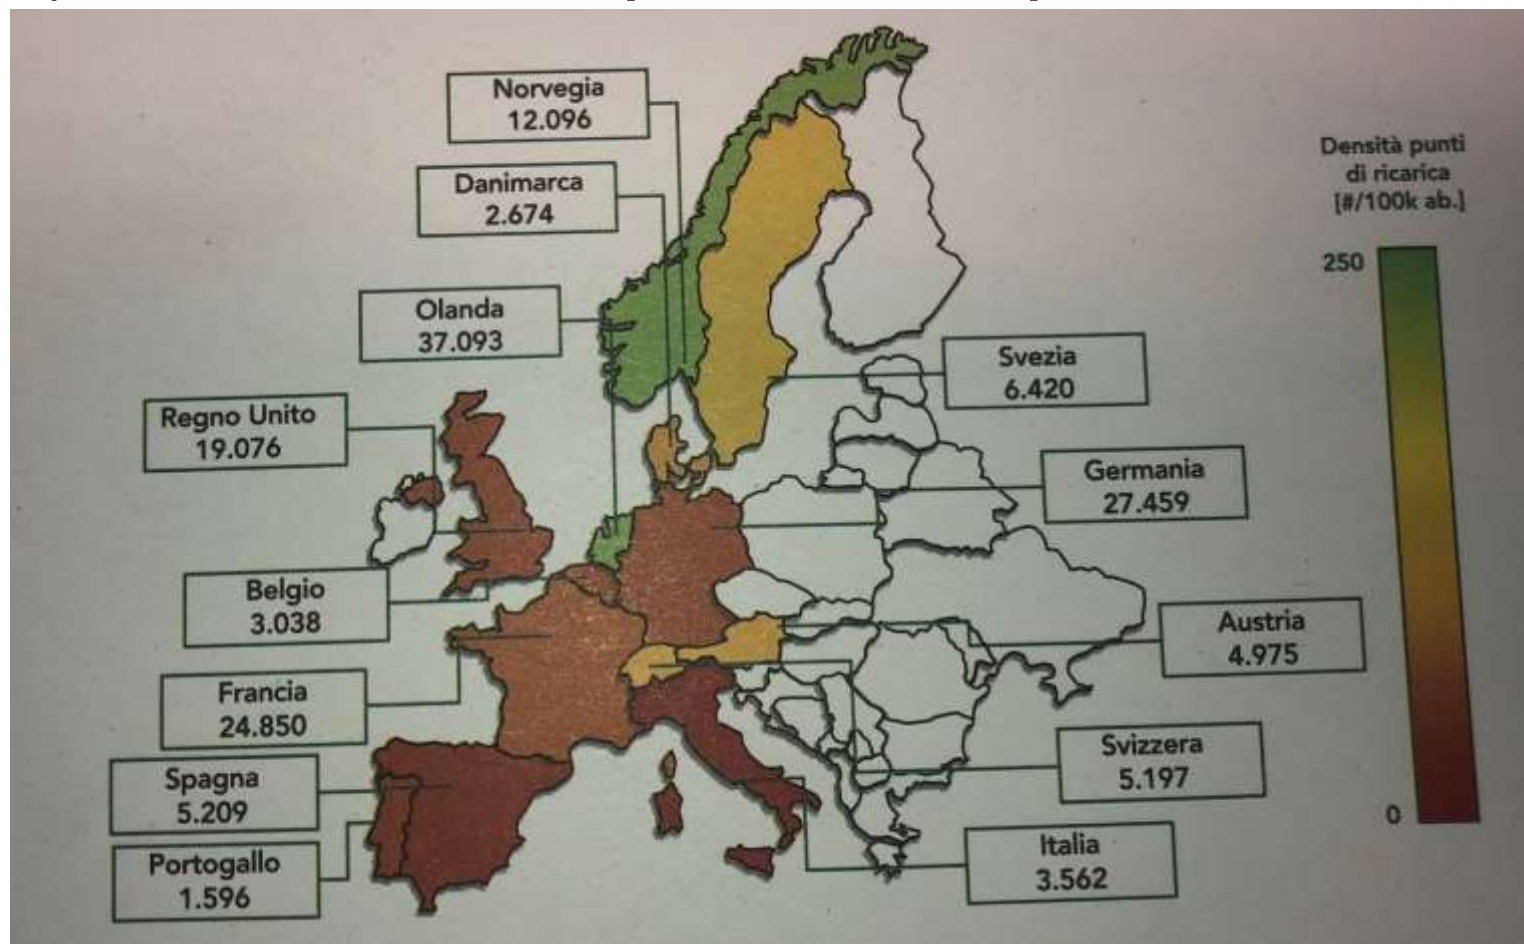 Norvegia
12.096
Danimarca
2.674
Olanda
37.093
Regno Unito
19.076
Belgio
3.038
Francia
24.850
Spagna
5.209
Portogallo
1.596
Svezia
6.420
Germania
27.459
Austria
4.975
Svizzera
5.197
Italia
3.562
Densità punti
di ricarica
[#/100k ab.]
250
0